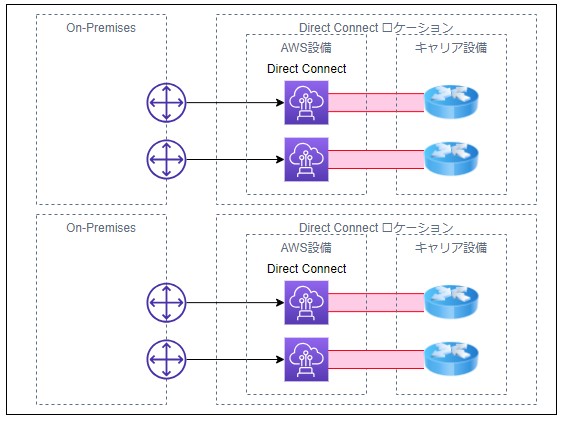 On-Premises
Direct Connect ロケーション
AWS設備
キャリア設備
Direct Connect
On-Premises
Direct Connect ロケーション
AWS設備
キャリア設備
Direct Connect